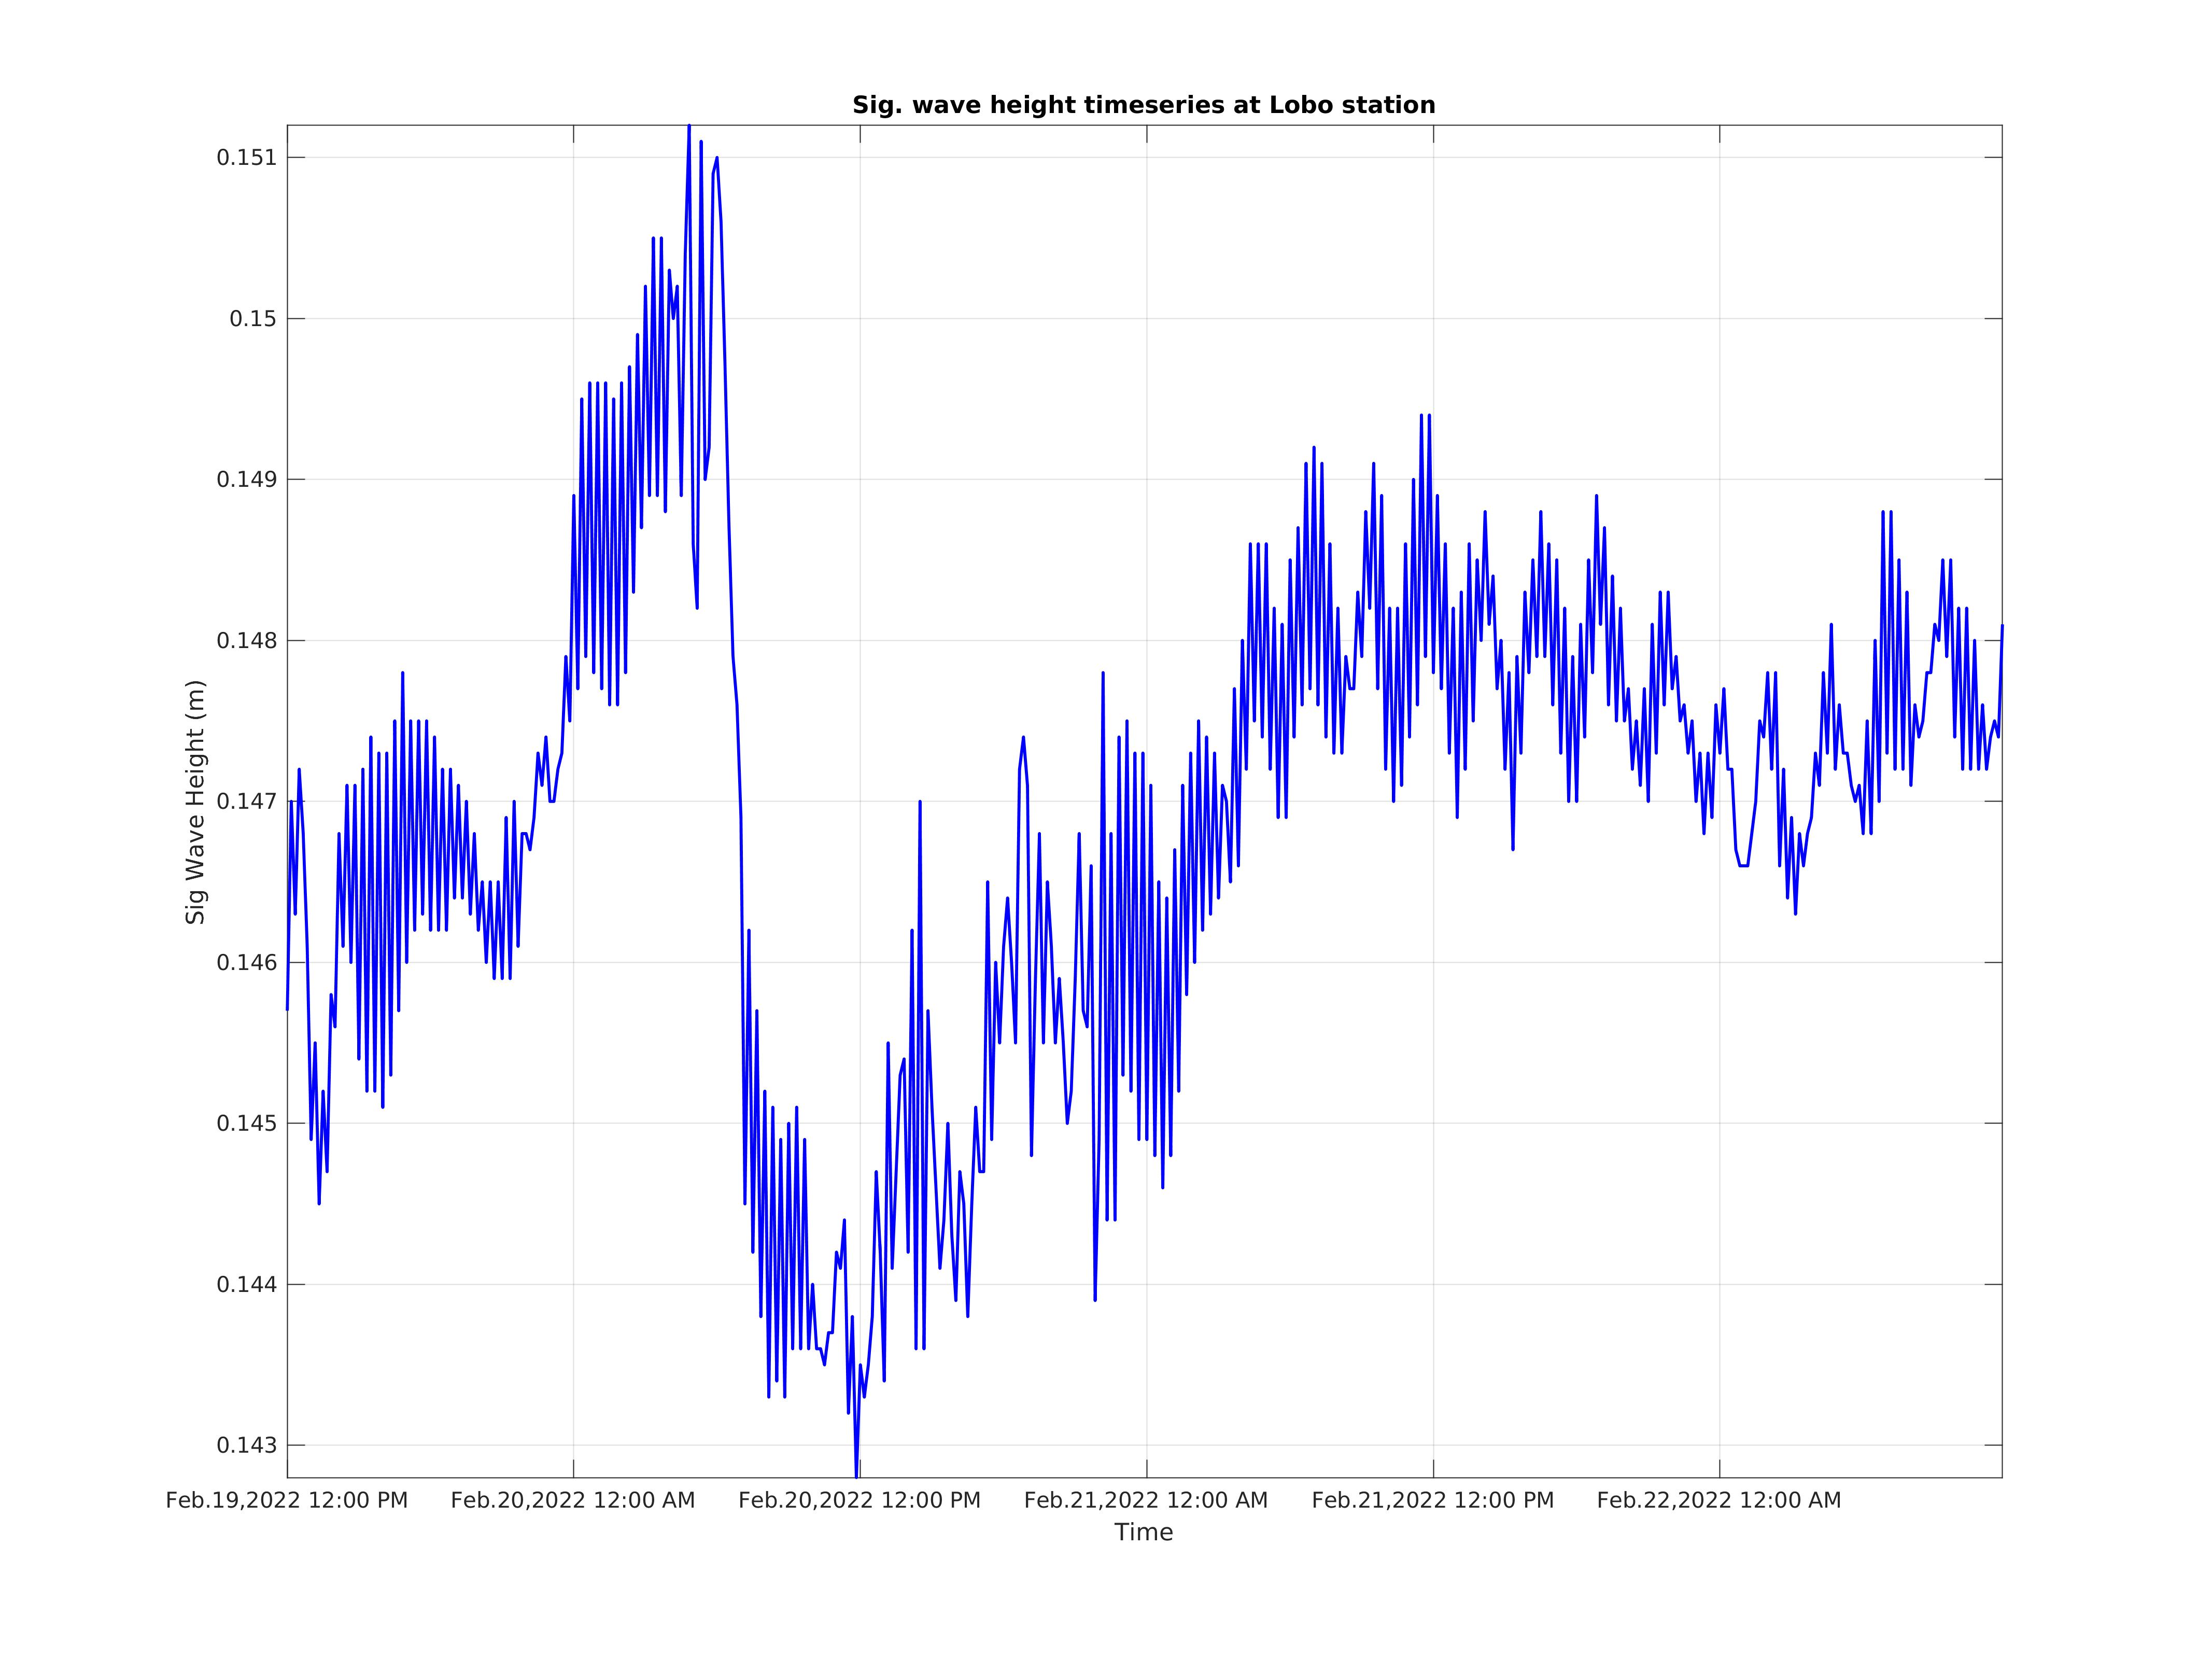 Sig. wave height timeseries at Lobo station
0.151
0.15
0.149
0.148
0.147
0.146
0.145
0.144
0.143
Sig Wave Height (m)
Feb.19,2022 12:00 PM
Feb.20,2022 12:00 AM
Feb.20,2022 12:00 PM
Feb.21,2022 12:00 AM
Feb.21,2022 12:00 PM
Feb.22,2022 12:00 AM
Time